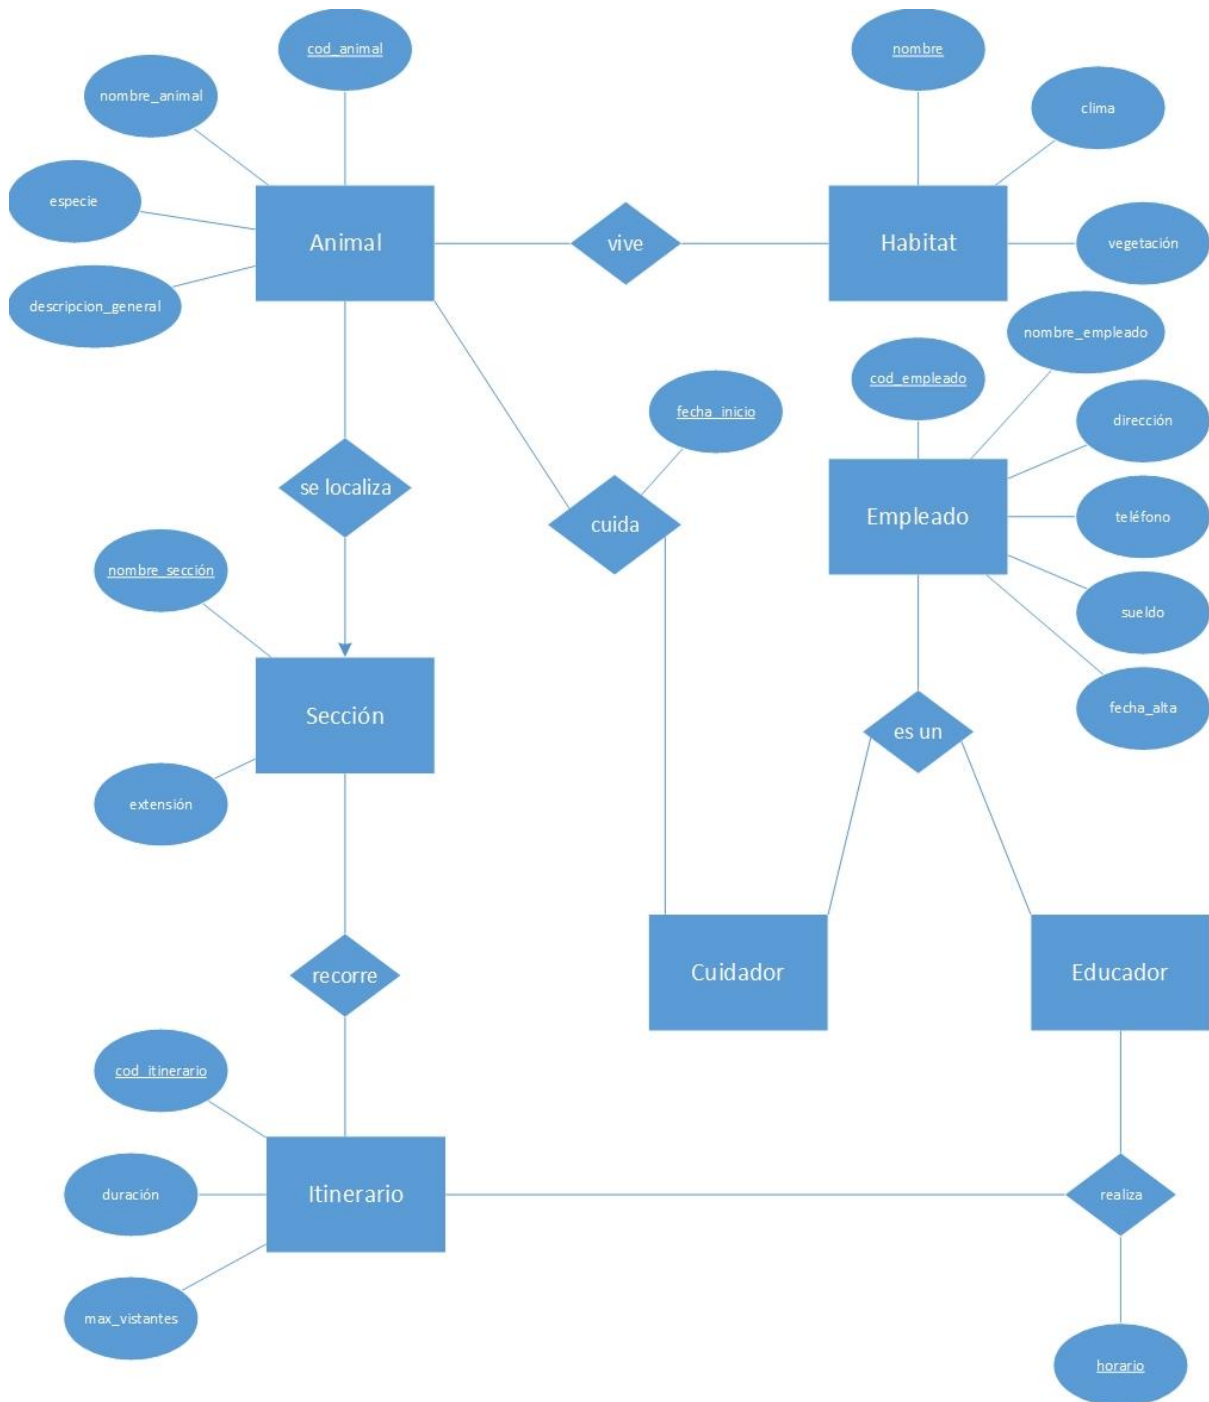 cod_animal
nombre
nombre_animal
clima
especie
Animal
vive
Habitat
vegetación
descripcion_general
nombre_empleado
cod_empleado
fecha_inicio
dirección
se localiza
cuida
Empleado
teléfono
nombre_sección
sueldo
Sección
fecha_alta
es un
extensión
recorre
Cuidador
Educador
cod_itinerario
duración
Itinerario
realiza
max_vistantes
horario